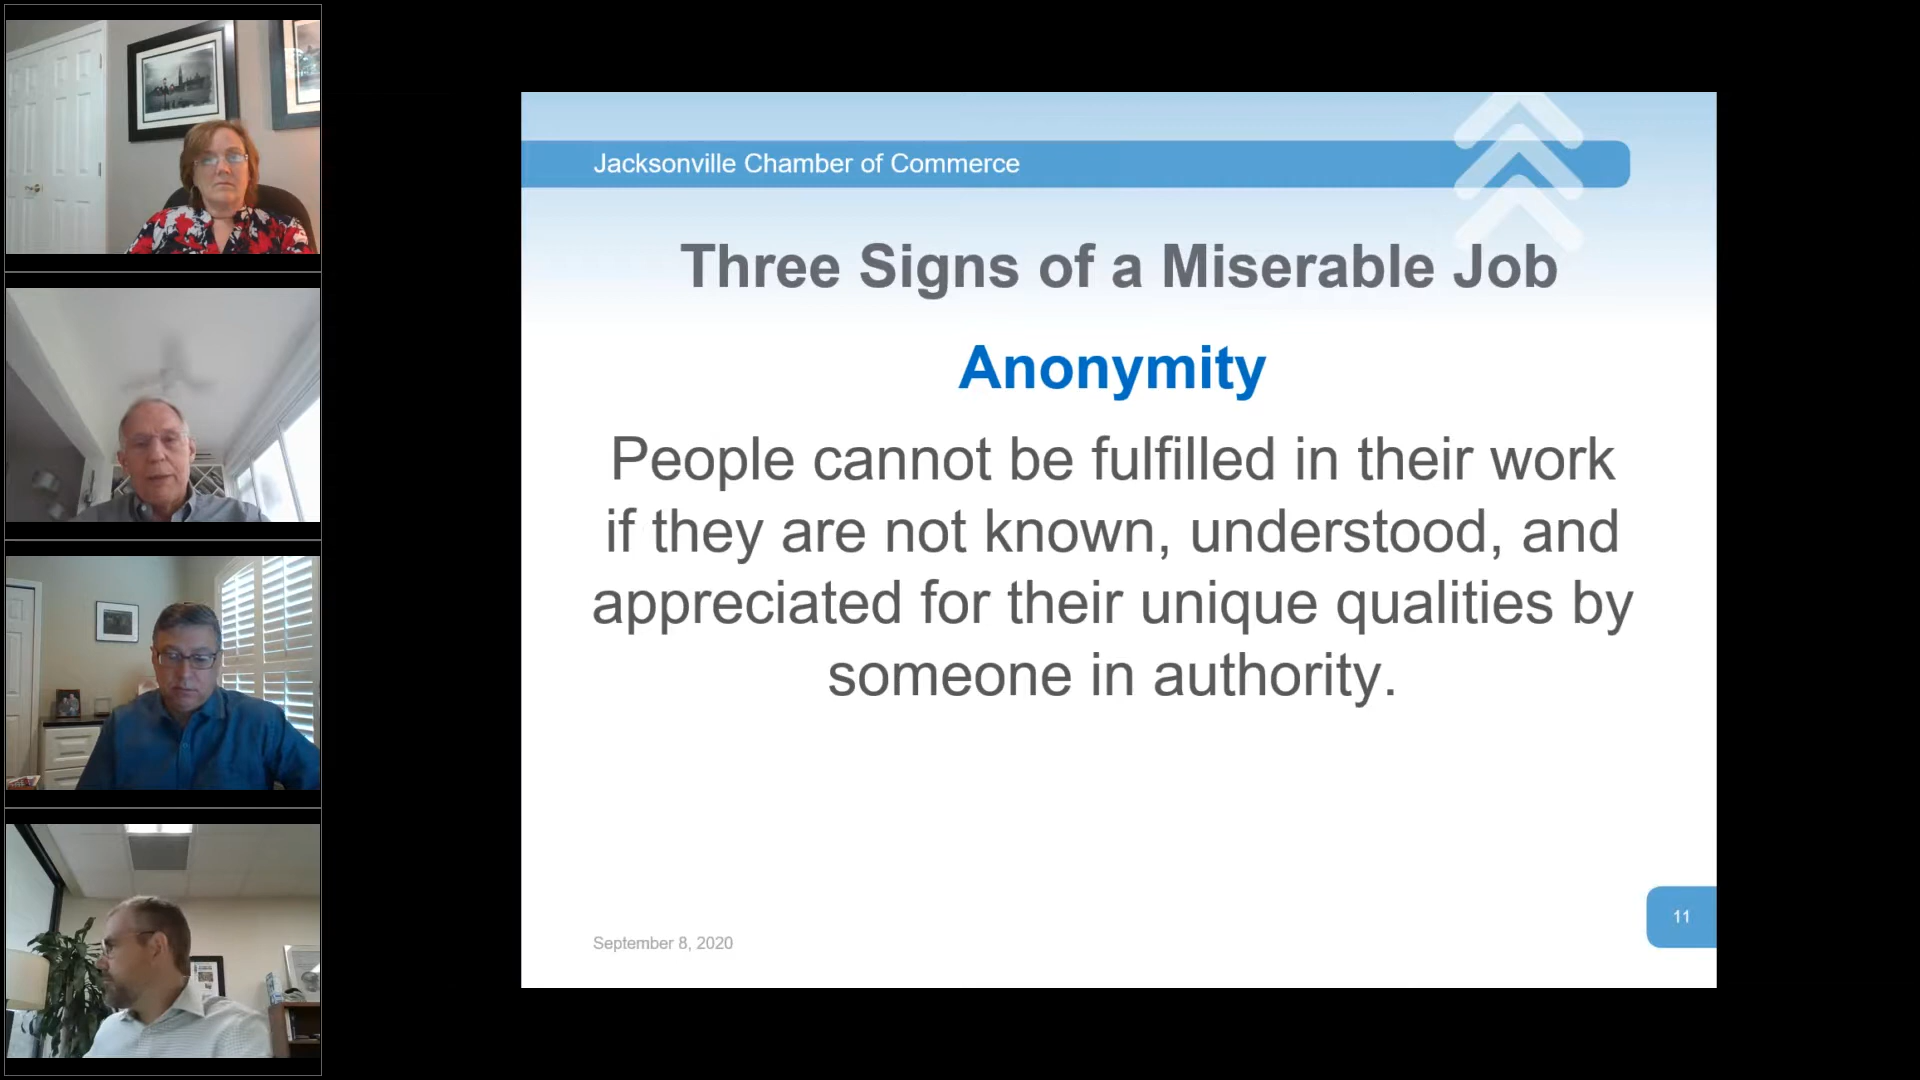 Jacksonville Chamber of Commerce
Three Signs of a Miserable Job
Anonymity
People cannot be fulfilled in their work
if they are not known, understood, and
appreciated for their unique qualities by
someone in authority.
September 8, 2020
11